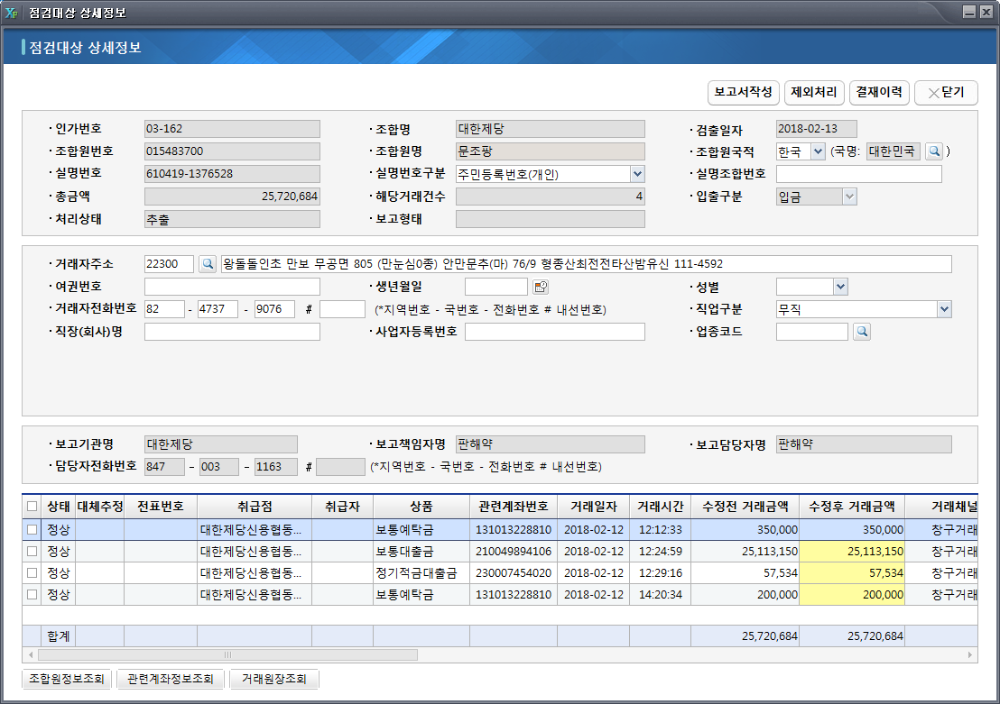 XP 점검대상 상세정보
점검대상 상세정보
보고서작성 제외처리 결재이력 닫기
·인가번호 03-162 ·조합명 대한제당 ·검출일자 2018-02-13
·조합원번호 015483700 ·조합원명 문조팡 ·조합원국적 한국 (국명: 대한민국 )
·실명번호 610419-1376528 ·실명번호구분 주민등록번호(개인) ·실명조합번호
·총금액 25,720,684 ·해당거래건수 4 ·입출구분 입금
·처리상태 추출 ·보고형태
·거래자주소 22300 왕돌돌인초 만보 무공면 805 (만눈심0종) 안만문추(마) 76/9 형종산최전전타산밤유신 111-4592
·여권번호 ·생년월일 ·성별
·거래자전화번호 82 - 4737 - 9076 # (*지역번호 - 국번호 - 전화번호 # 내선번호) ·직업구분 무직
·직장(회사)명 ·사업자등록번호 ·업종코드
·보고기관명 대한제당 ·보고책임자명 판해약 ·보고담당자명 판해약
·담당자전화번호 847 - 003 - 1163 # (*지역번호 - 국번호 - 전화번호 # 내선번호)
상태 대체추정 전표번호 취급점 취급자 상품 관련계좌번호 거래일자 거래시간 수정전 거래금액 수정후 거래금액 거래채널
정상 대한제당신용협동... 보통예탁금 131013228810 2018-02-12 12:12:33 350,000 350,000 창구거래
정상 대한제당신용협동... 보통대출금 210049894106 2018-02-12 12:24:59 25,113,150 25,113,150 창구거래
정상 대한제당신용협동... 정기적금대출금 230007454020 2018-02-12 12:29:16 57,534 57,534 창구거래
정상 대한제당신용협동... 보통예탁금 131013228810 2018-02-12 14:20:34 200,000 200,000 창구거래
합계 25,720,684 25,720,684
조합원정보조회 관련계좌정보조회 거래원장조회